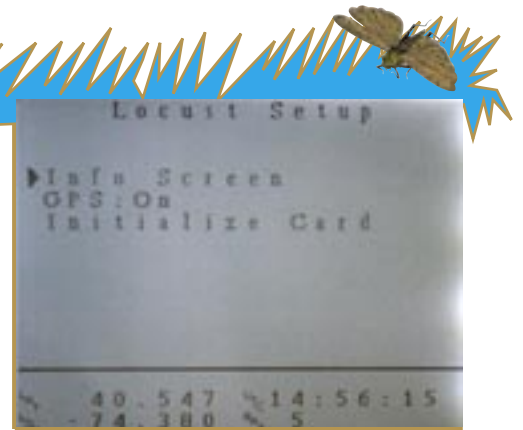 Locust Setup
Info Screen
GPS:On
Initialize Card
40.547 14:56:15
-74.380 5